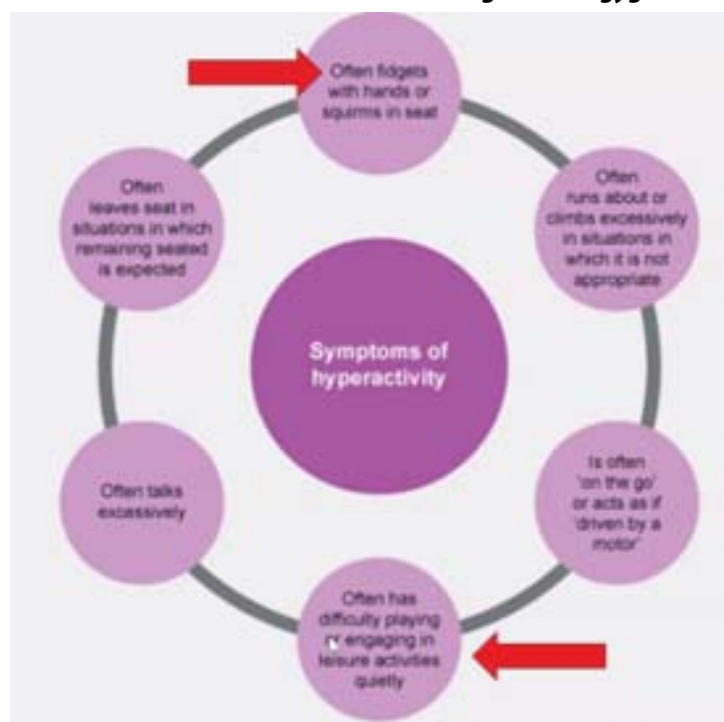 Often fidgets
with hands or
squirms in seat
Often
runs about or
climbs excessively
in situations in
which it is not
appropriate
Is often
'on the go'
or acts as if
'driven by a
motor'
Often has
difficulty playing
or engaging in
leisure activities
quietly
Often talks
excessively
Often
leaves seat in
situations in which
remaining seated
is expected
Symptoms of
hyperactivity